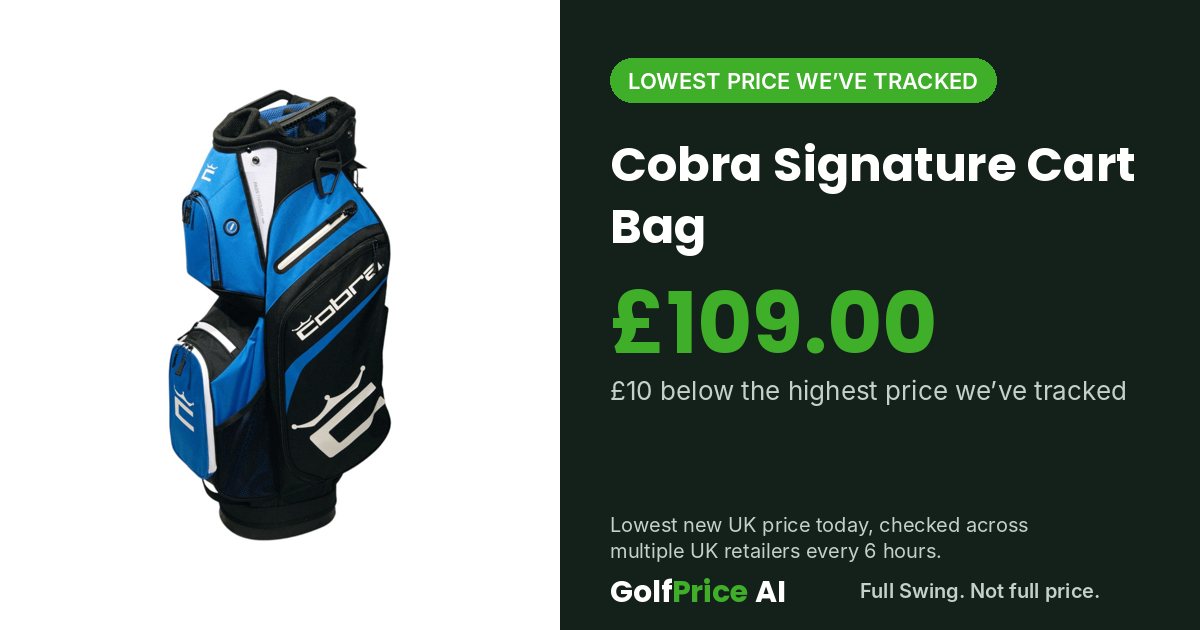 cobra
LOWEST PRICE WE’VE TRACKED
Cobra Signature Cart
Bag
£109.00
£10 below the highest price we’ve tracked
Lowest new UK price today, checked across
multiple UK retailers every 6 hours.
GolfPrice AI
Full Swing. Not full price.